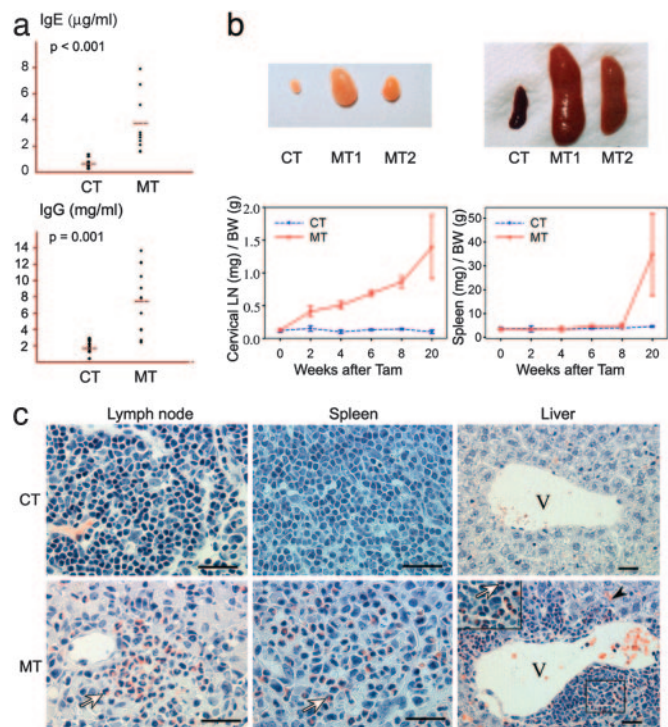 a
IgE (µg/ml)
p < 0.001
8
6
4
2
0
CT MT
IgG (mg/ml)
p = 0.001
14
12
10
8
6
4
2
CT MT
b
CT MT1 MT2
CT MT1 MT2
Cervical LN (mg) / BW (g)
2.0
1.5
1.0
0.5
0.0
CT
MT
0 2 4 6 8 20
Weeks after Tam
Spleen (mg) / BW (g)
50
40
30
20
10
0
CT
MT
0 2 4 6 8 20
Weeks after Tam
c
Lymph node Spleen Liver
CT
V
MT
V